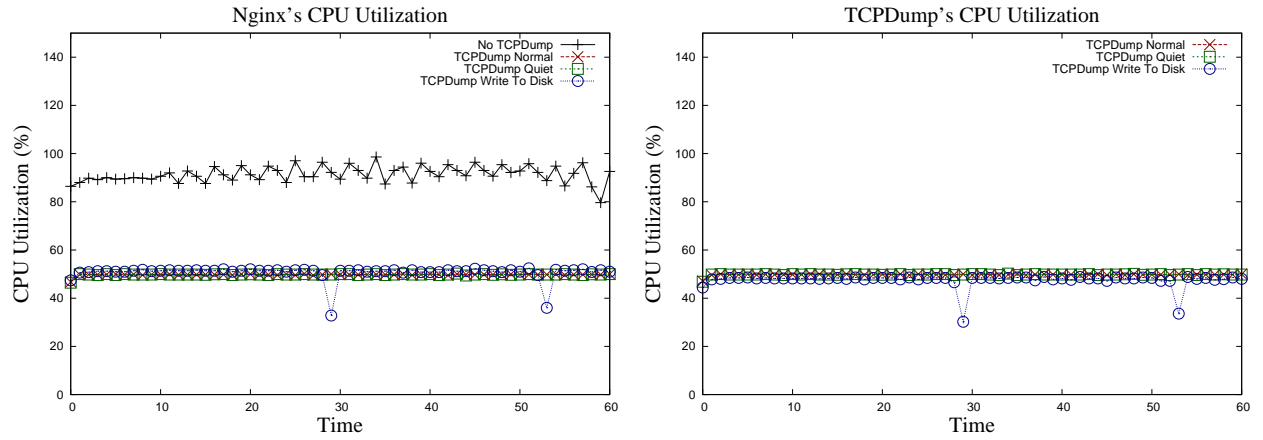 Nginx's CPU Utilization
No TCPDump
TCPDump Normal
TCPDump Quiet
TCPDump Write To Disk
CPU Utilization (%)
140
120
100
80
60
40
20
0
0 10 20 30 40 50 60
Time
TCPDump's CPU Utilization
TCPDump Normal
TCPDump Quiet
TCPDump Write To Disk
CPU Utilization (%)
140
120
100
80
60
40
20
0
0 10 20 30 40 50 60
Time